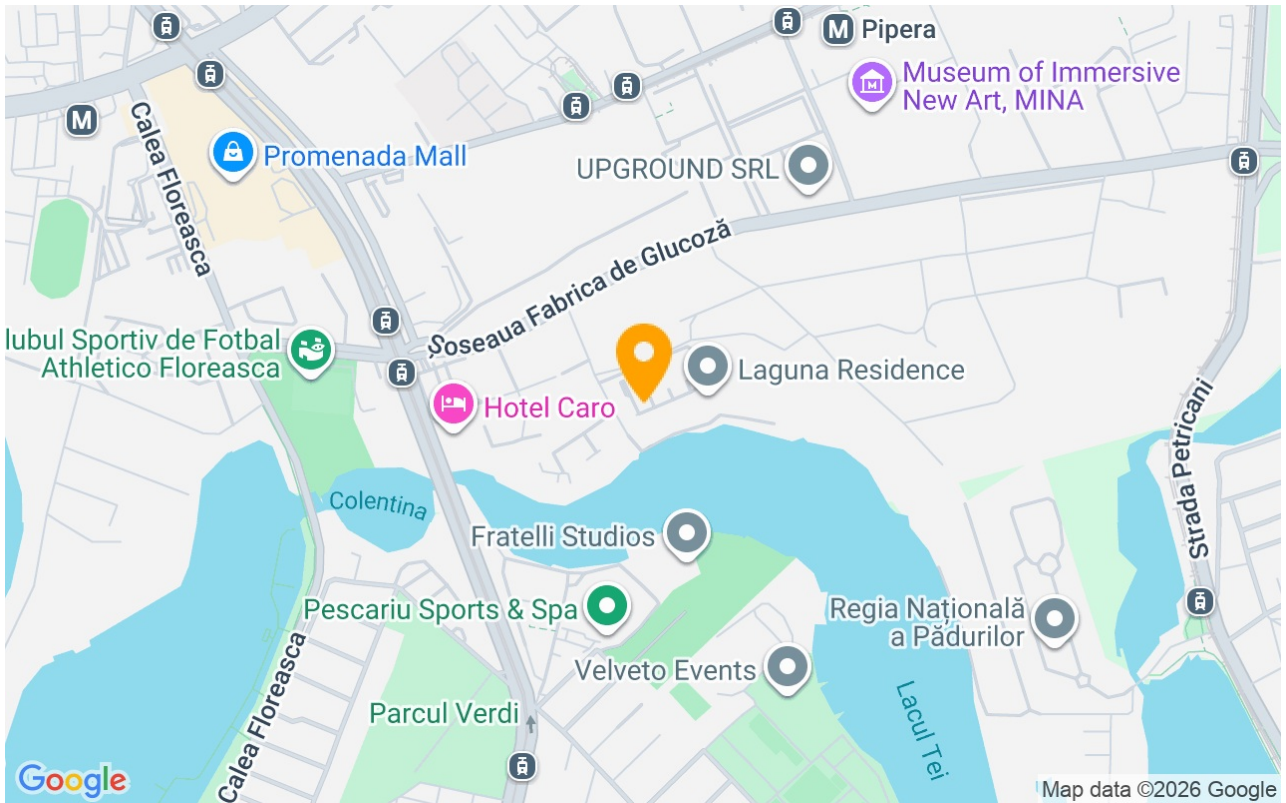 M Pipera
Museum of Immersive
New Art, MINA
M
Calea Floreasca
Promenada Mall
UPGROUND SRL
Șoseaua Fabrica de Glucoză
lubul Sportiv de Fotbal
Athletico Floreasca
Laguna Residence
Hotel Caro
Strada Petricani
Colentina
Fratelli Studios
Pescariu Sports & Spa
Regia Națională
a Pădurilor
Velveto Events
Calea Floreasca
Parcul Verdi
Lacul Tei
Google
Map data ©2026 Google